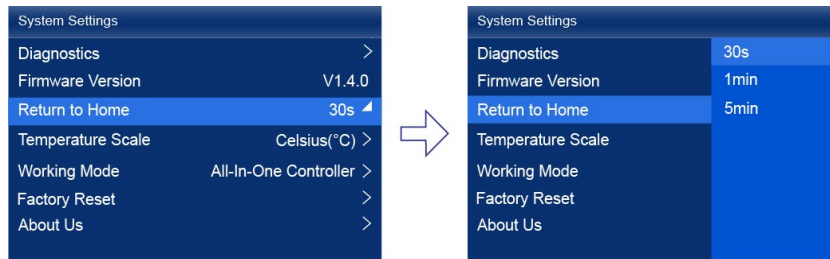 System Settings
Diagnostics >
Firmware Version V1.4.0
Return to Home 30s
Temperature Scale Celsius(°C) >
Working Mode All-In-One Controller >
Factory Reset >
About Us >
System Settings
Diagnostics 30s
Firmware Version 1min
Return to Home 5min
Temperature Scale
Working Mode
Factory Reset
About Us